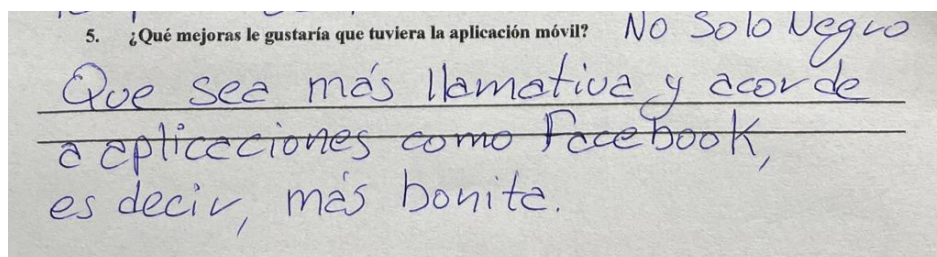 5. ¿Qué mejoras le gustaría que tuviera la aplicación móvil? No Solo Negro
Que sea más llamativa y acorde
a aplicaciones como Facebook,
es decir, más bonita.